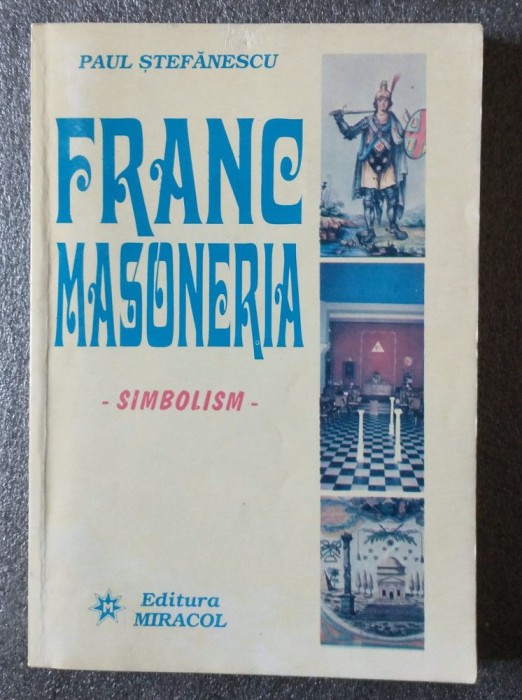 PAUL ȘTEFĂNESCU
FRANC
MASONERIA
- SIMBOLISM -
M
Editura
MIRACOL